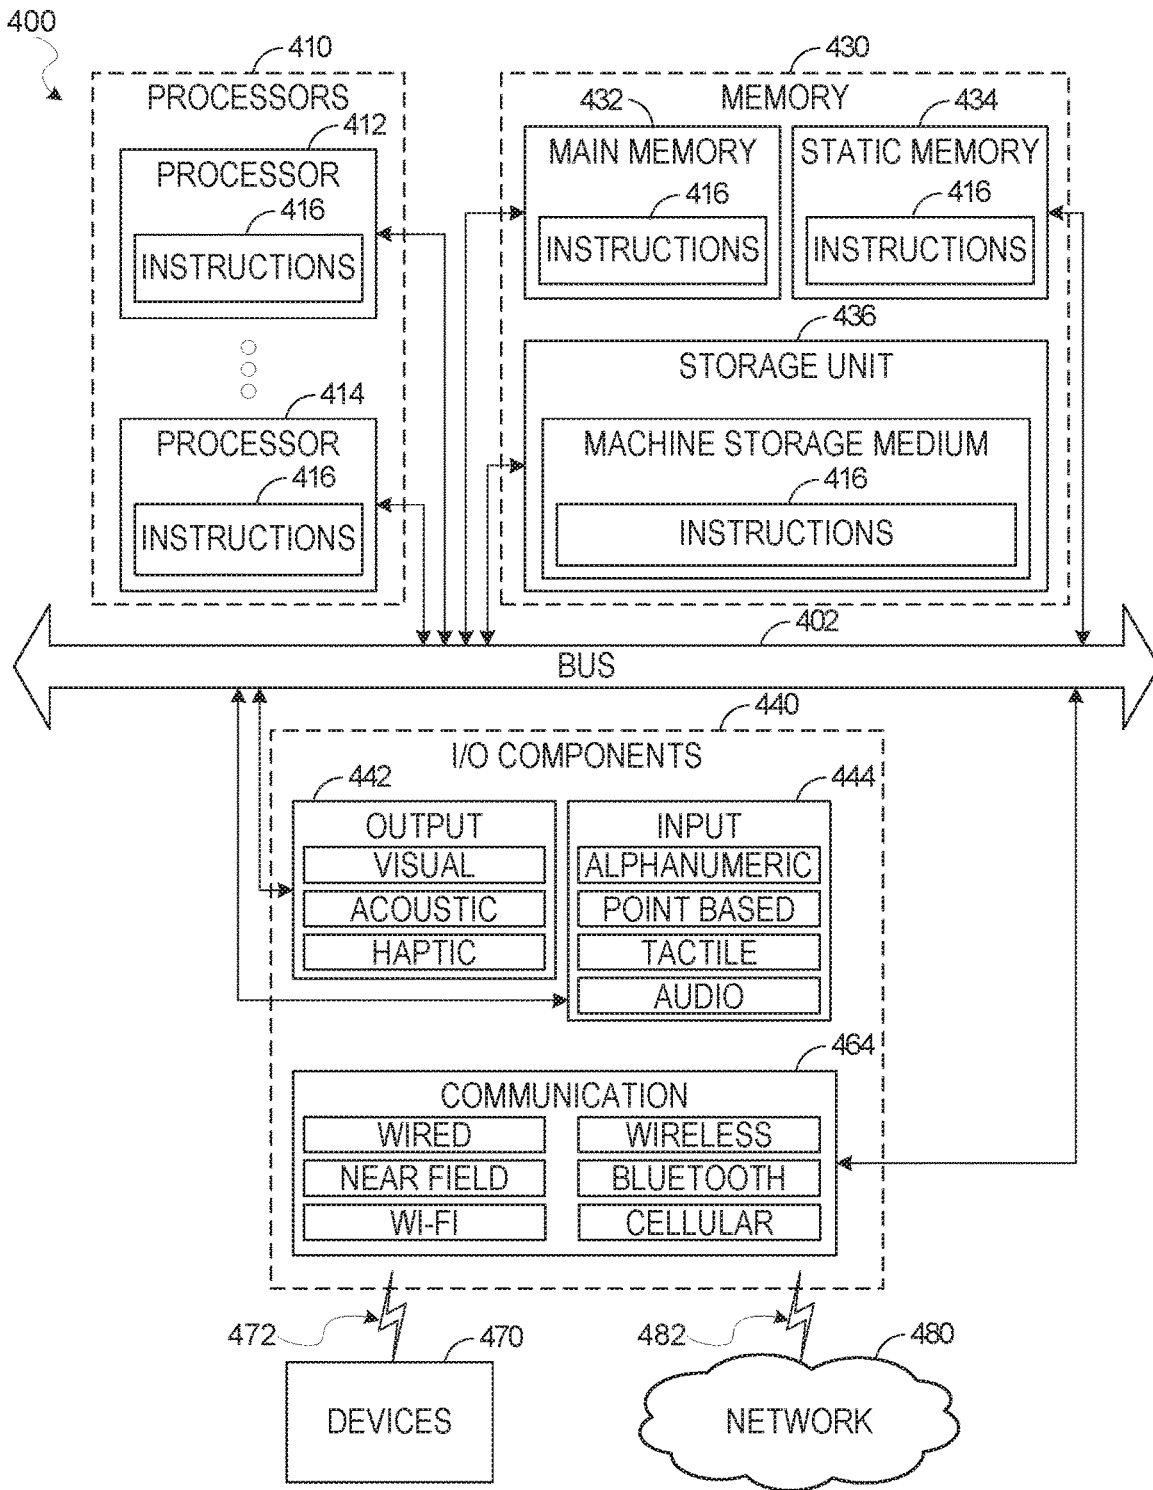 400
410
PROCESSORS
412
PROCESSOR
416
INSTRUCTIONS
414
PROCESSOR
416
INSTRUCTIONS
430
MEMORY
432
MAIN MEMORY
416
INSTRUCTIONS
434
STATIC MEMORY
416
INSTRUCTIONS
436
STORAGE UNIT
MACHINE STORAGE MEDIUM
416
INSTRUCTIONS
402
BUS
440
I/O COMPONENTS
442
OUTPUT
VISUAL
ACOUSTIC
HAPTIC
444
INPUT
ALPHANUMERIC
POINT BASED
TACTILE
AUDIO
464
COMMUNICATION
WIRED
WIRELESS
NEAR FIELD
BLUETOOTH
WI-FI
CELLULAR
472
470
DEVICES
482
480
NETWORK